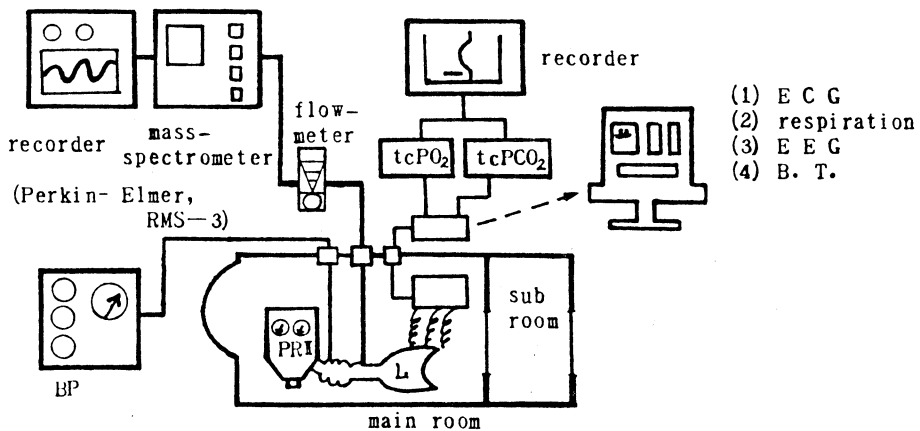 recorder
mass-
spectrometer
(Perkin- Elmer,
RMS-3)
flow-
meter
recorder
tcPO2
tcPCO2
(1) E C G
(2) respiration
(3) E E G
(4) B. T.
BP
PRⅡ
L
sub
room
main room